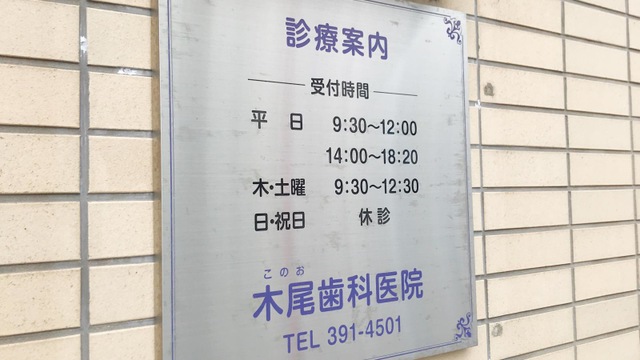 診療案内
受付時間
平日 9:30～12:00
14:00～18:20
木・土曜 9:30～12:30
日・祝日 休診
このお
木尾歯科医院
TEL 391-4501